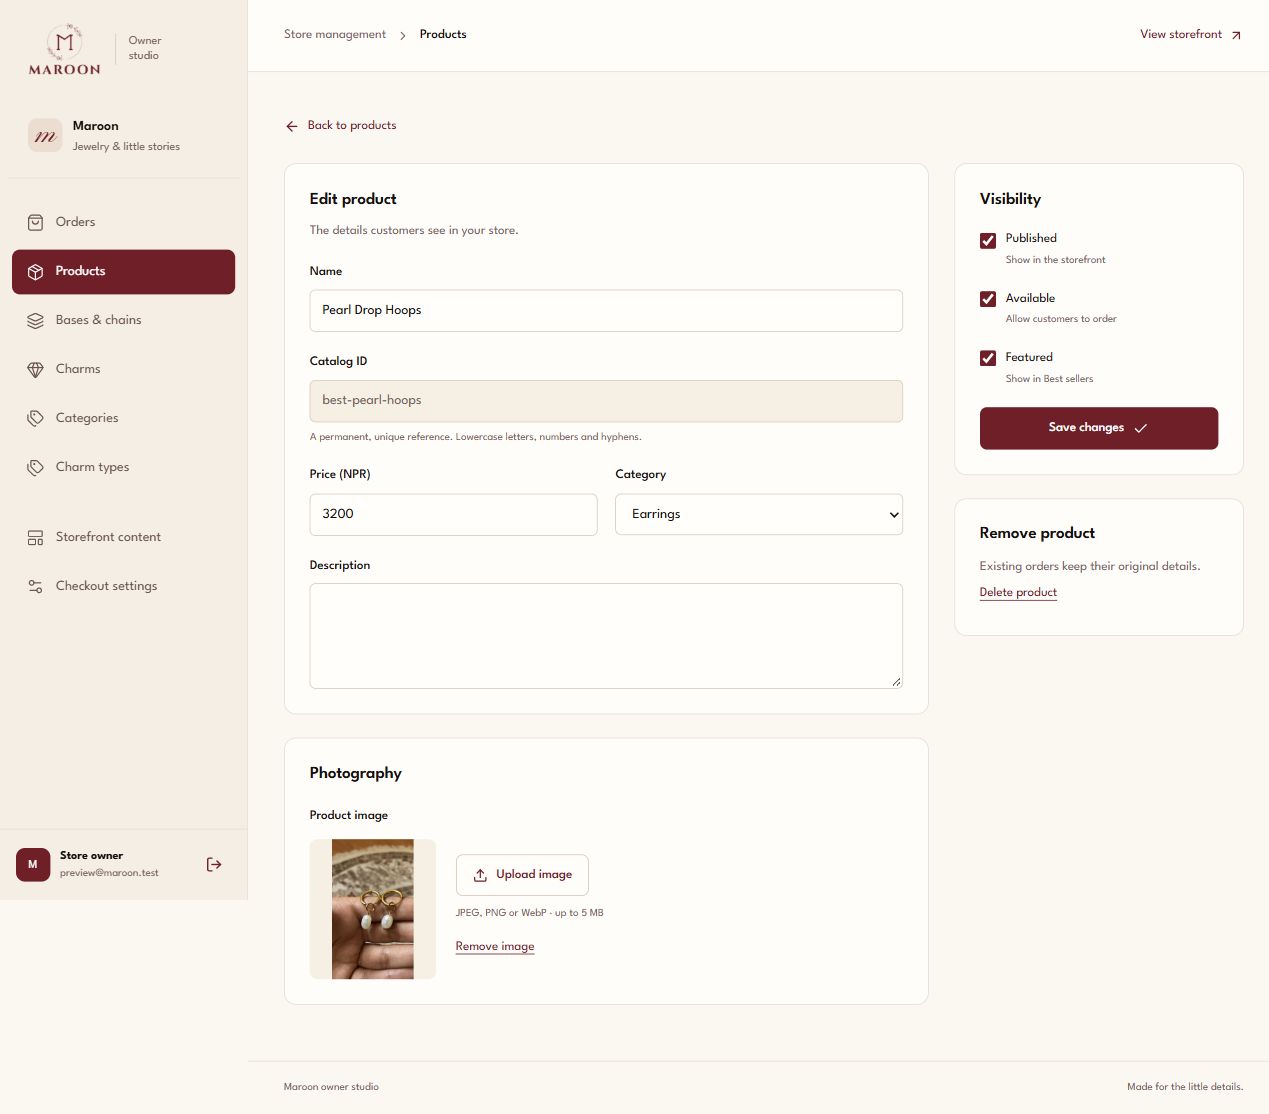 M
MAROON
Owner
studio
m
Maroon
Jewelry & little stories
Orders
Products
Bases & chains
Charms
Categories
Charm types
Storefront content
Checkout settings
M
Store owner
preview@maroon.test
Store management > Products
View storefront
Back to products
Edit product
The details customers see in your store.
Name
Pearl Drop Hoops
Catalog ID
best-pearl-hoops
A permanent, unique reference. Lowercase letters, numbers and hyphens.
Price (NPR)
Category
3200
Earrings
Description
Photography
Product image
Upload image
JPEG, PNG or WebP · up to 5 MB
Remove image
Visibility
Published
Show in the storefront
Available
Allow customers to order
Featured
Show in Best sellers
Save changes
Remove product
Existing orders keep their original details.
Delete product
Maroon owner studio
Made for the little details.